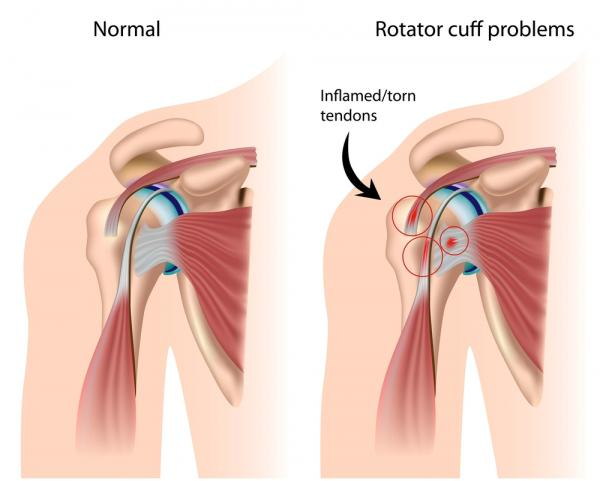 Normal
Rotator cuff problems
Inflamed/torn
tendons